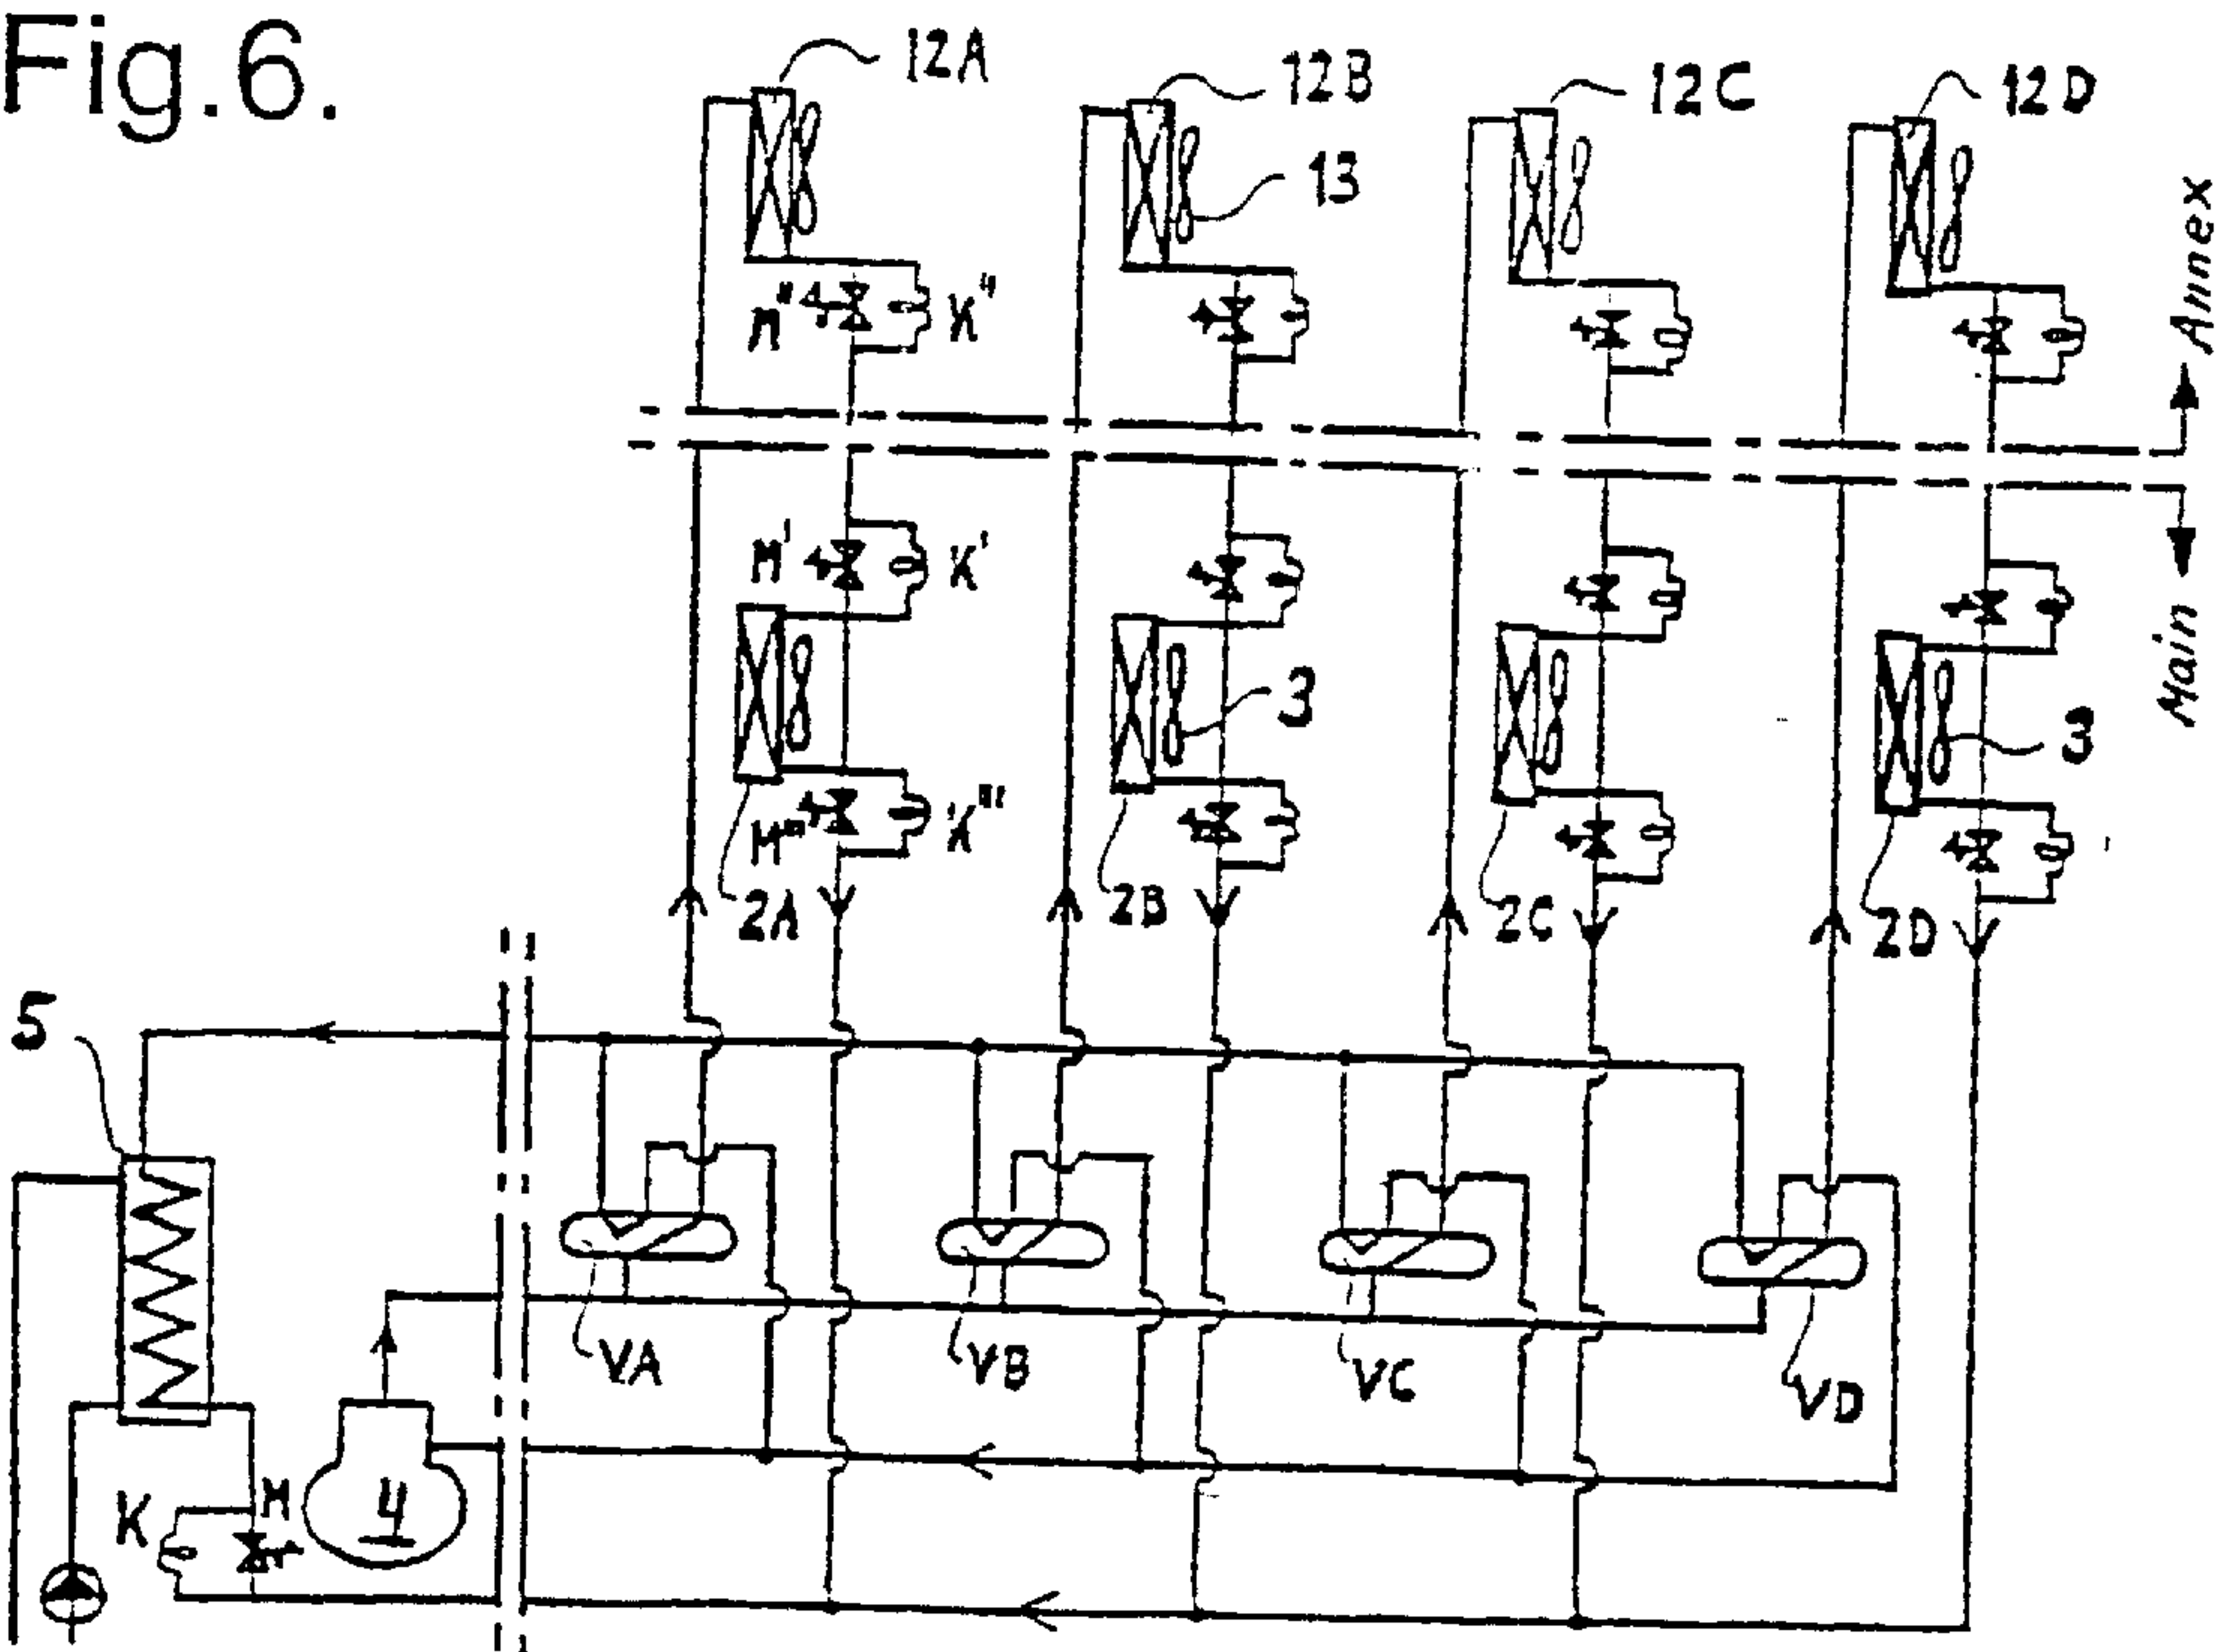 Fig.6.
12A
12B
12C
12D
13
M"
K"
Annex
M'
K'
Main
3
3
M"'
K"'
2A
2B
2C
2D
5
VA
VB
VC
VD
K
M
4